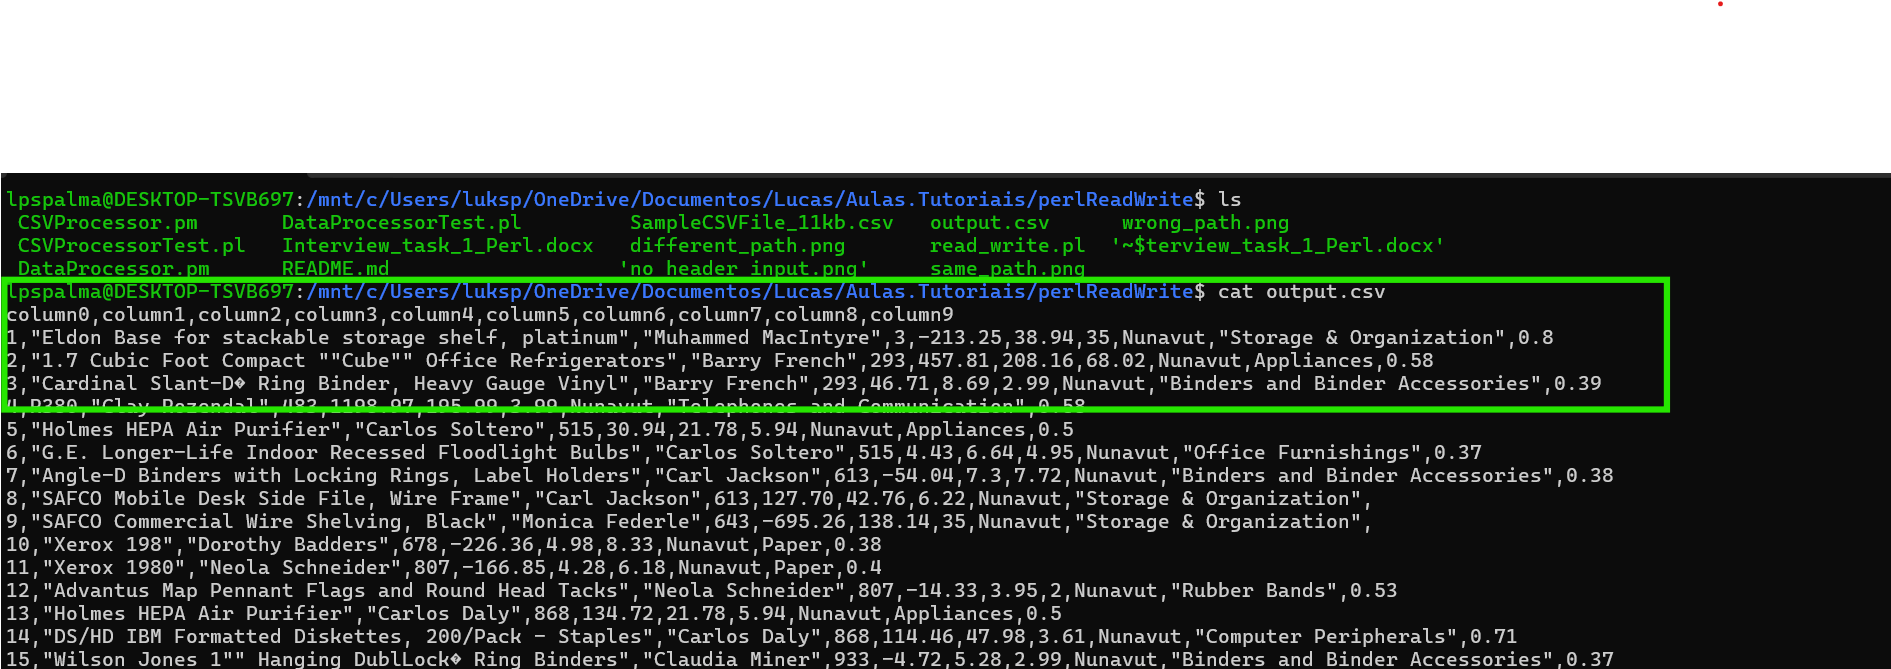 lpspalma@DESKTOP-TSVB697:/mnt/c/Users/luksp/OneDrive/Documentos/Lucas/Aulas.Tutoriais/perlReadWrite$ ls
CSVProcessor.pm DataProcessorTest.pl SampleCSVFile_11kb.csv output.csv wrong_path.png
CSVProcessorTest.pl Interview_task_1_Perl.docx different_path.png read_write.pl '~$terview_task_1_Perl.docx'
DataProcessor.pm README.md 'no header input.png' same_path.png
lpspalma@DESKTOP-TSVB697:/mnt/c/Users/luksp/OneDrive/Documentos/Lucas/Aulas.Tutoriais/perlReadWrite$ cat output.csv
column0,column1,column2,column3,column4,column5,column6,column7,column8,column9
1,"Eldon Base for stackable storage shelf, platinum","Muhammed MacIntyre",3,-213.25,38.94,35,Nunavut,"Storage & Organization",0.8
2,"1.7 Cubic Foot Compact ""Cube"" Office Refrigerators","Barry French",293,457.81,208.16,68.02,Nunavut,Appliances,0.58
3,"Cardinal Slant-D� Ring Binder, Heavy Gauge Vinyl","Barry French",293,46.71,8.69,2.99,Nunavut,"Binders and Binder Accessories",0.39
4,R380,"Clay Rozendal",483,1198.97,195.99,3.99,Nunavut,"Telephones and Communication",0.58
5,"Holmes HEPA Air Purifier","Carlos Soltero",515,30.94,21.78,5.94,Nunavut,Appliances,0.5
6,"G.E. Longer-Life Indoor Recessed Floodlight Bulbs","Carlos Soltero",515,4.43,6.64,4.95,Nunavut,"Office Furnishings",0.37
7,"Angle-D Binders with Locking Rings, Label Holders","Carl Jackson",613,-54.04,7.3,7.72,Nunavut,"Binders and Binder Accessories",0.38
8,"SAFCO Mobile Desk Side File, Wire Frame","Carl Jackson",613,127.70,42.76,6.22,Nunavut,"Storage & Organization",
9,"SAFCO Commercial Wire Shelving, Black","Monica Federle",643,-695.26,138.14,35,Nunavut,"Storage & Organization",
10,"Xerox 198","Dorothy Badders",678,-226.36,4.98,8.33,Nunavut,Paper,0.38
11,"Xerox 1980","Neola Schneider",807,-166.85,4.28,6.18,Nunavut,Paper,0.4
12,"Advantus Map Pennant Flags and Round Head Tacks","Neola Schneider",807,-14.33,3.95,2,Nunavut,"Rubber Bands",0.53
13,"Holmes HEPA Air Purifier","Carlos Daly",868,134.72,21.78,5.94,Nunavut,Appliances,0.5
14,"DS/HD IBM Formatted Diskettes, 200/Pack - Staples","Carlos Daly",868,114.46,47.98,3.61,Nunavut,"Computer Peripherals",0.71
15,"Wilson Jones 1"" Hanging DublLock� Ring Binders","Claudia Miner",933,-4.72,5.28,2.99,Nunavut,"Binders and Binder Accessories",0.37